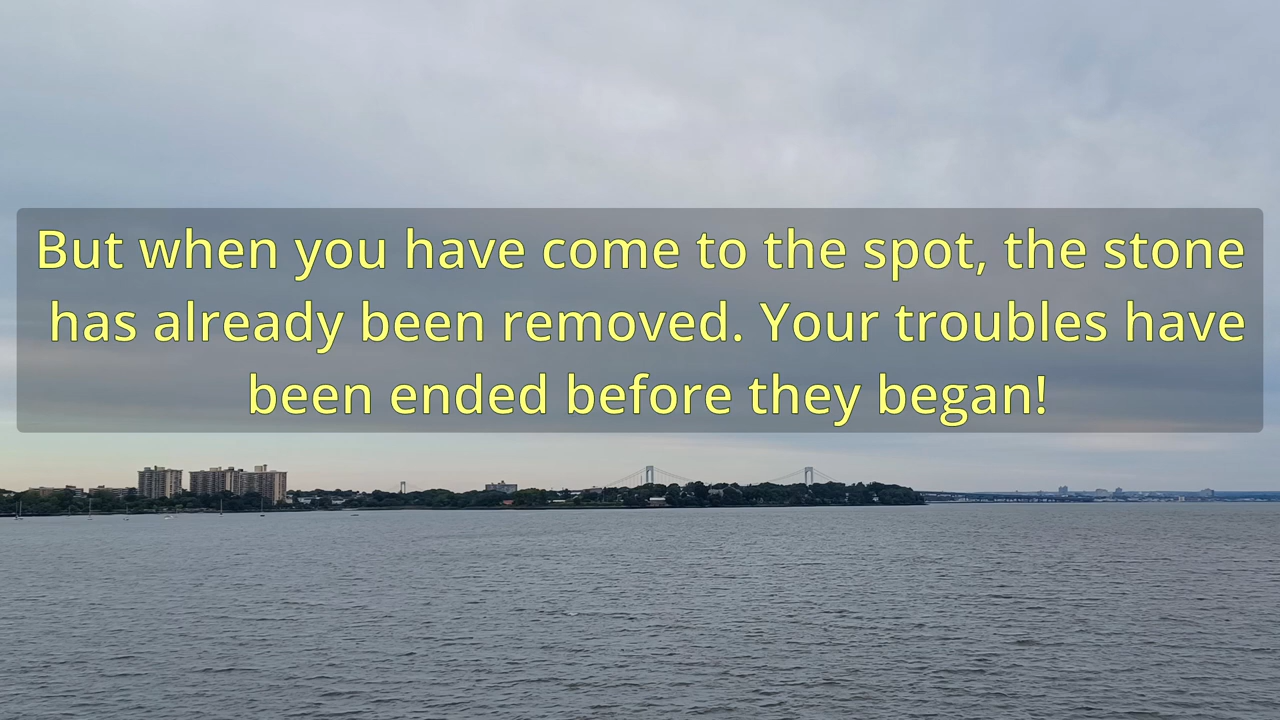 But when you have come to the spot, the stone
has already been removed. Your troubles have
been ended before they began!